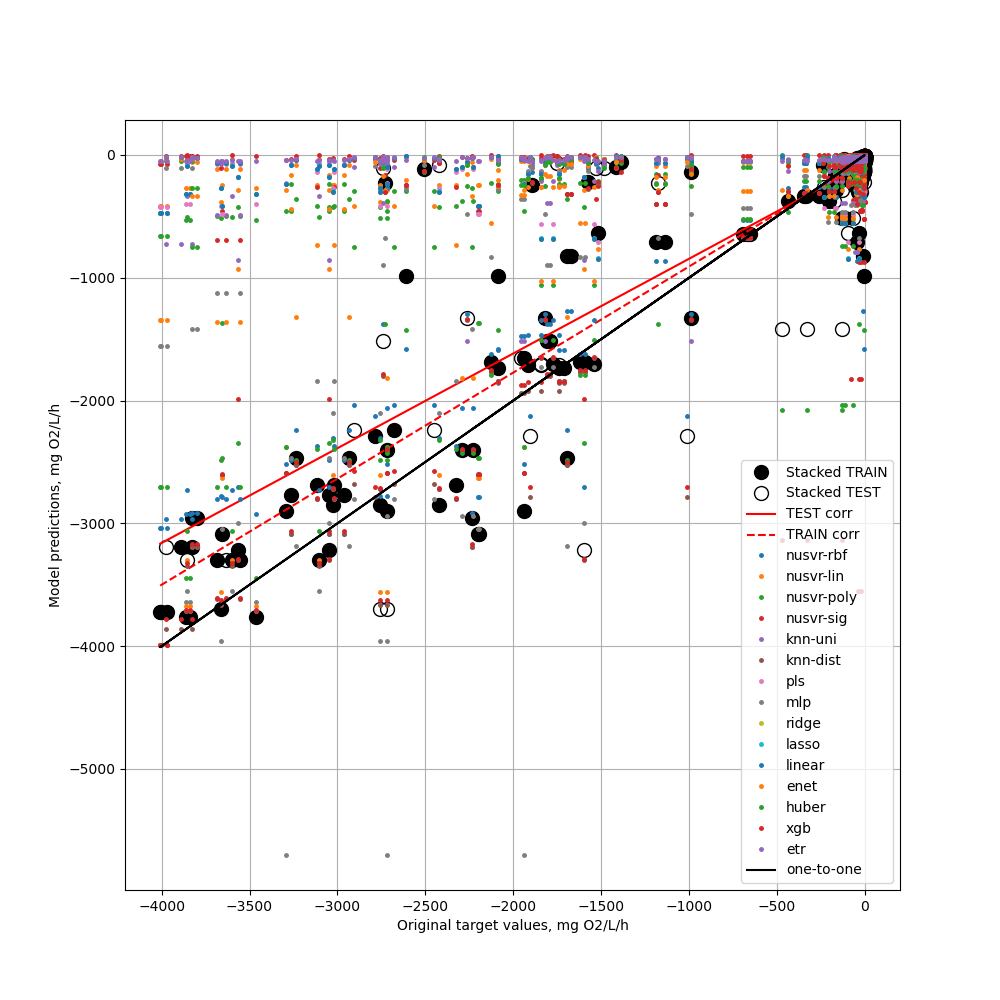 0
−1000
−2000
−3000
−4000
−5000
Model predictions, mg O2/L/h
−4000 −3500 −3000 −2500 −2000 −1500 −1000 −500 0
Original target values, mg O2/L/h
Stacked TRAIN
Stacked TEST
TEST corr
TRAIN corr
nusvr-rbf
nusvr-lin
nusvr-poly
nusvr-sig
knn-uni
knn-dist
pls
mlp
ridge
lasso
linear
enet
huber
xgb
etr
one-to-one